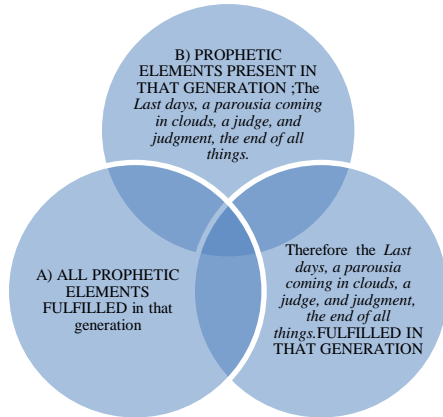 B) PROPHETIC
ELEMENTS PRESENT IN
THAT GENERATION ;The
Last days, a parousia coming
in clouds, a judge, and
judgment, the end of all
things.
A) ALL PROPHETIC
ELEMENTS
FULFILLED in that
generation
Therefore the Last
days, a parousia
coming in clouds, a
judge, and judgment,
the end of all
things.FULFILLED IN
THAT GENERATION